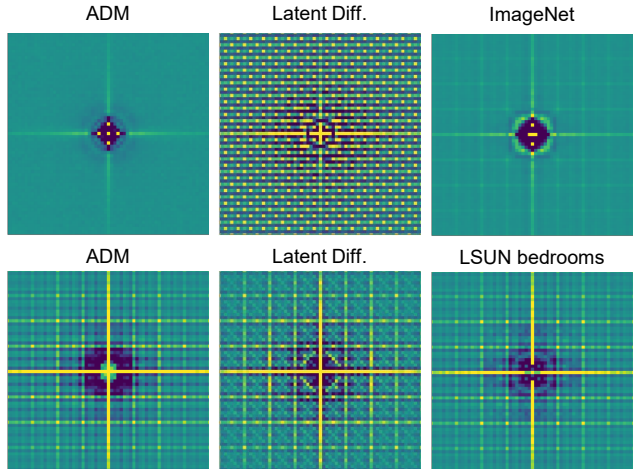 ADM
Latent Diff.
ImageNet
ADM
Latent Diff.
LSUN bedrooms